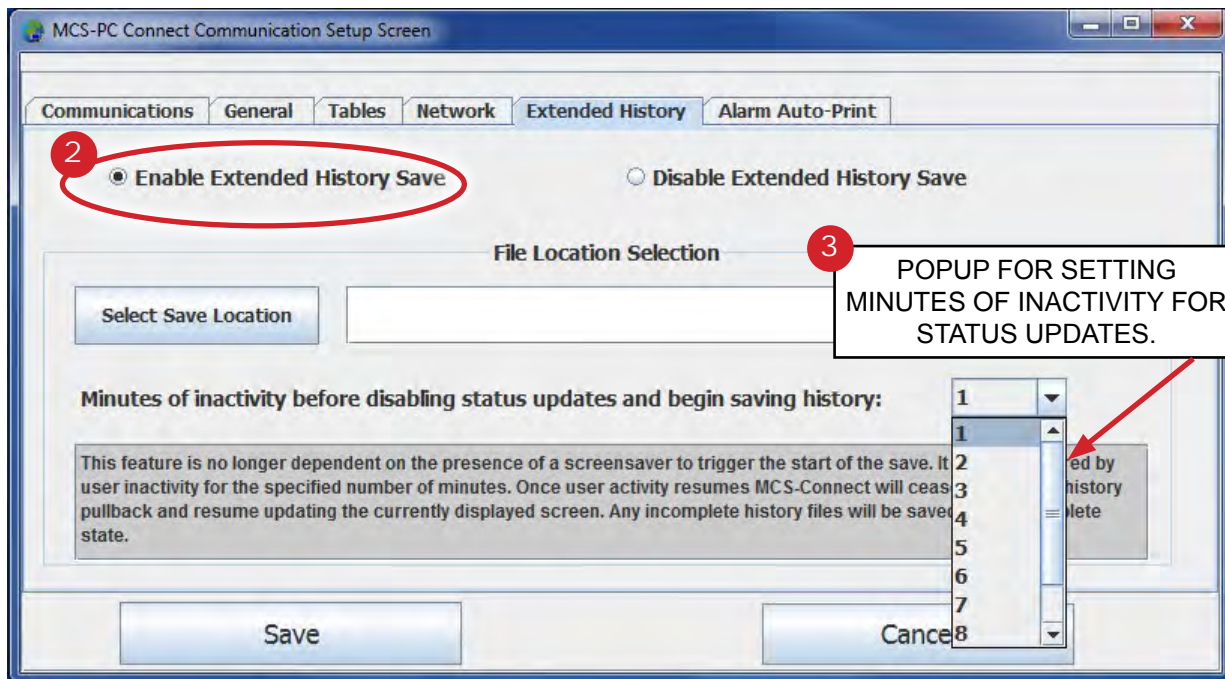 MCS-PC Connect Communication Setup Screen
Communications General Tables Network Extended History Alarm Auto-Print
2
Enable Extended History Save Disable Extended History Save
File Location Selection
3
POPUP FOR SETTING
MINUTES OF INACTIVITY FOR
STATUS UPDATES.
Select Save Location
Minutes of inactivity before disabling status updates and begin saving history: 1
1
2
3
4
5
6
7
8
This feature is no longer dependent on the presence of a screensaver to trigger the start of the save. It by
user inactivity for the specified number of minutes. Once user activity resumes MCS-Connect will history
pullback and resume updating the currently displayed screen. Any incomplete history files will be
state.
Save